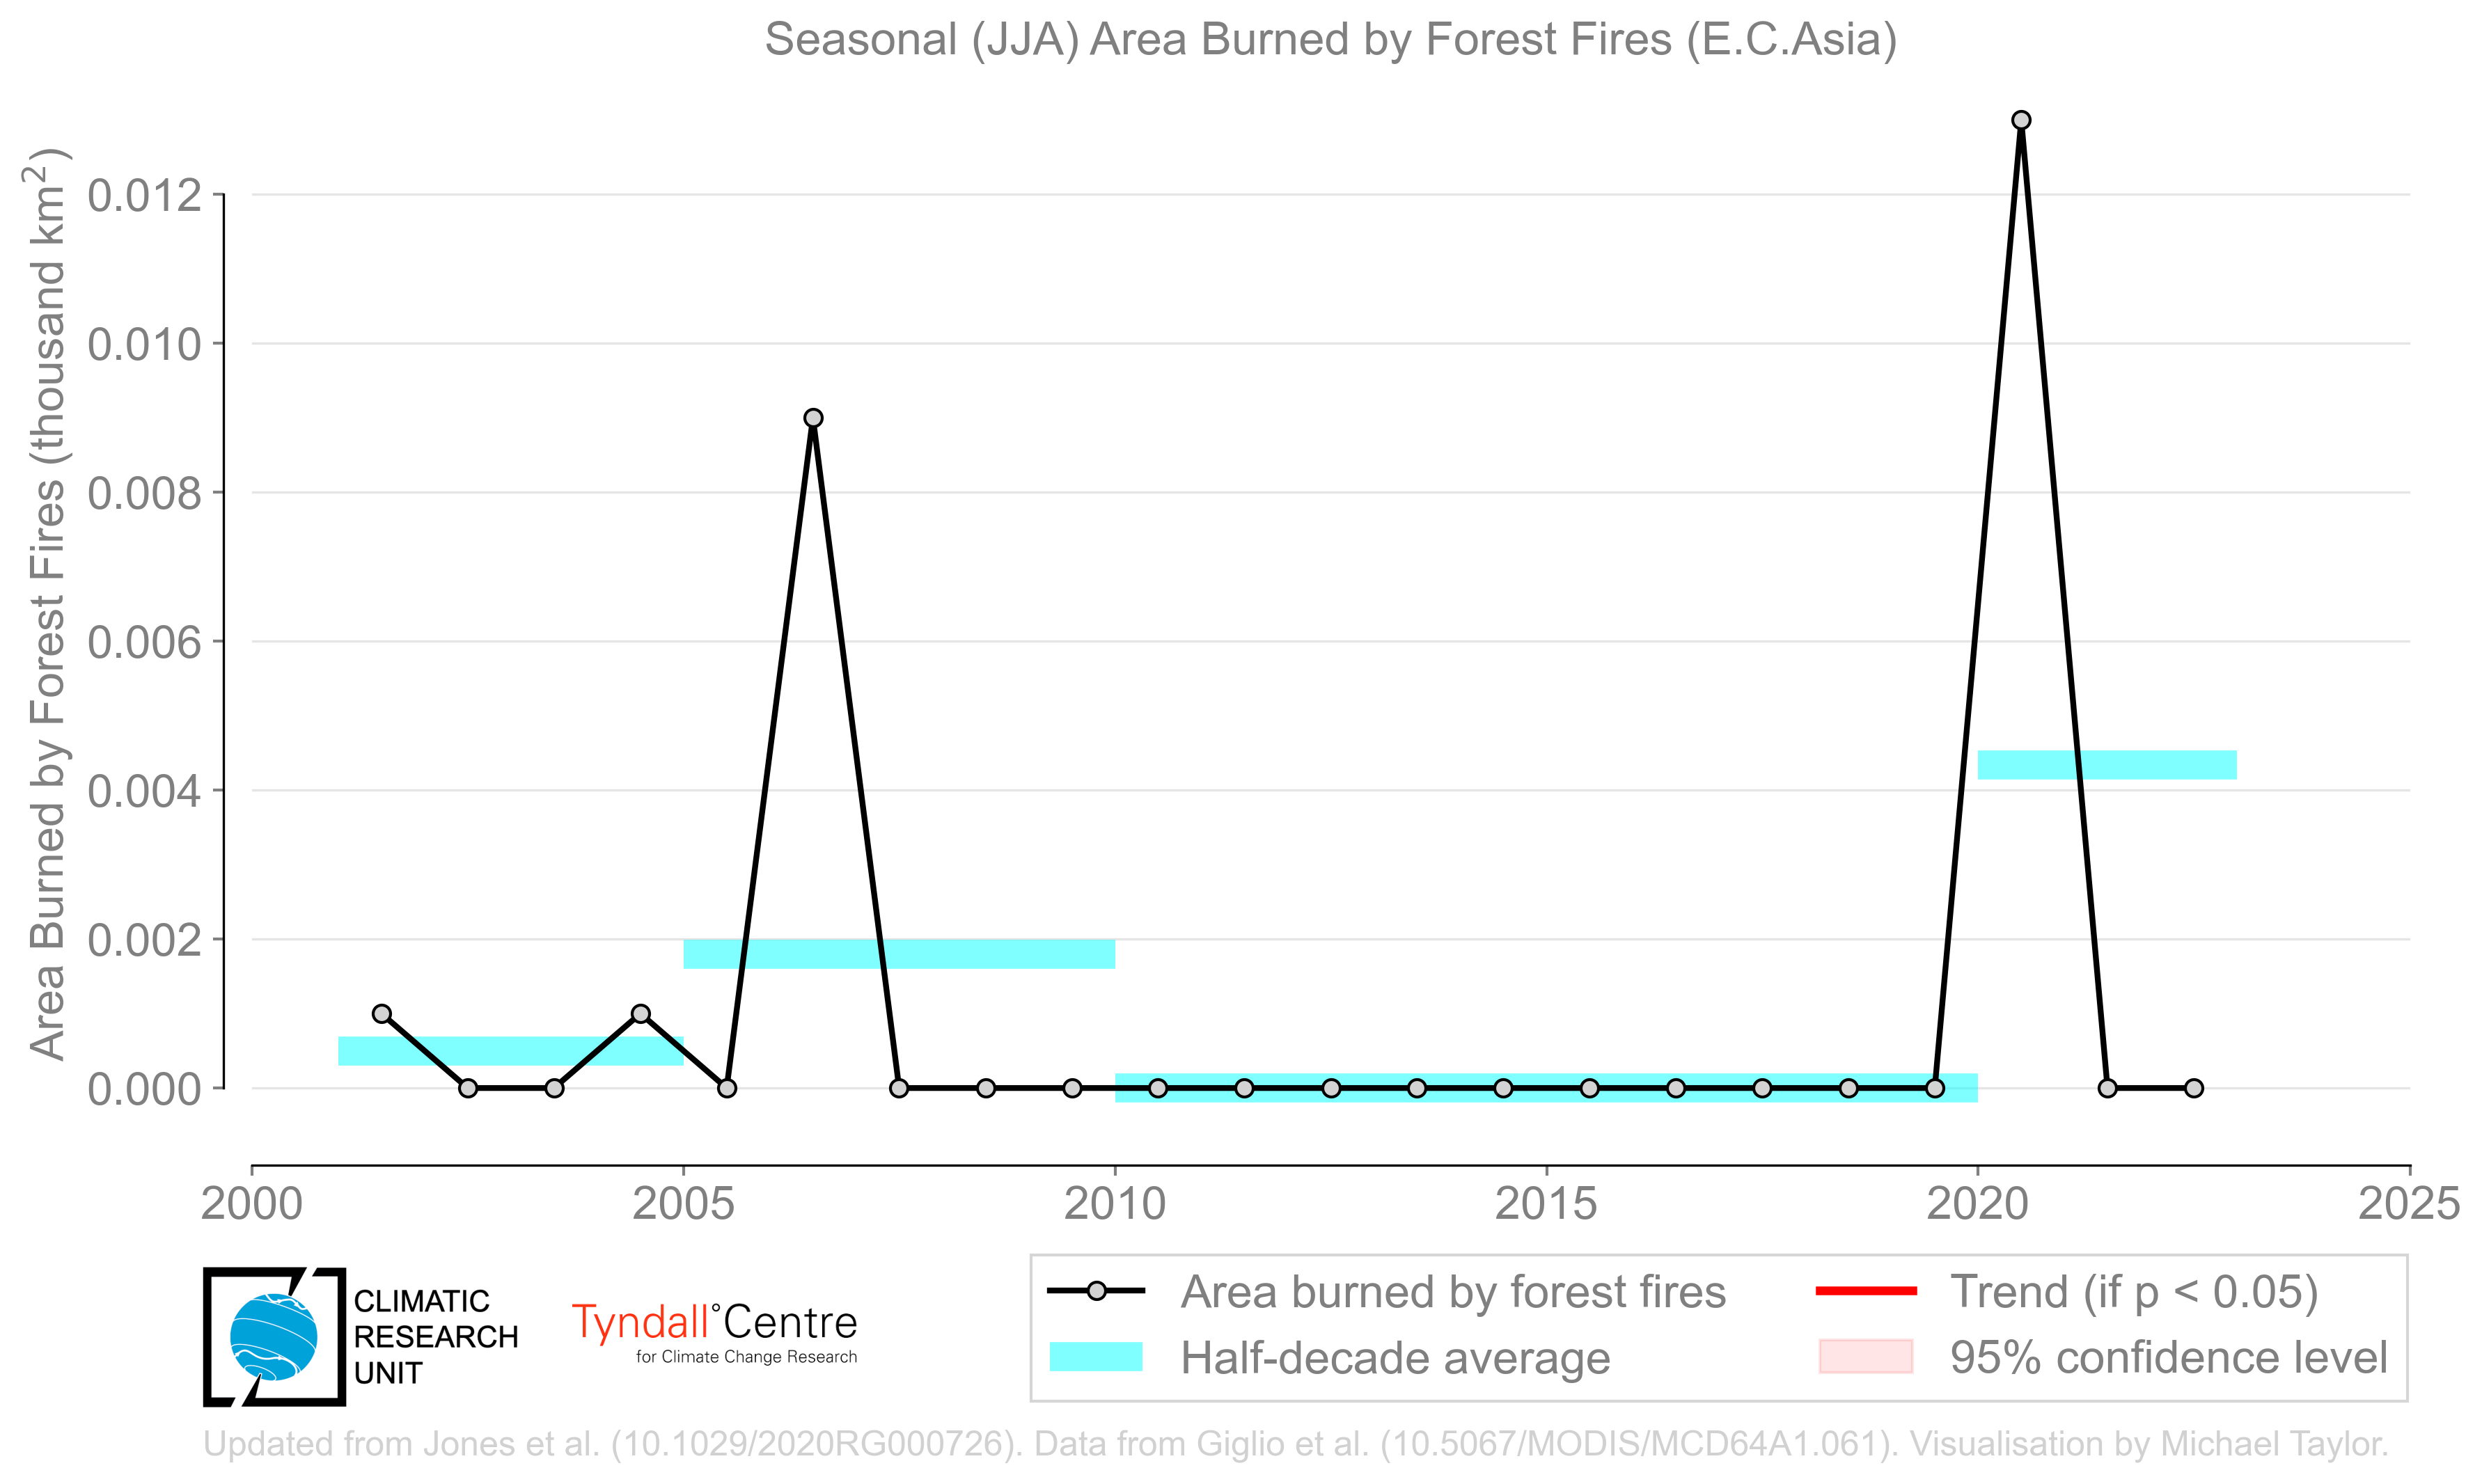 Seasonal (JJA) Area Burned by Forest Fires (E.C.Asia)
Area Burned by Forest Fires (thousand km²)
0.012
0.010
0.008
0.006
0.004
0.002
0.000
2000 2005 2010 2015 2020 2025
CLIMATIC
RESEARCH
UNIT
Tyndall°Centre
for Climate Change Research
Area burned by forest fires
Half-decade average
Trend (if p < 0.05)
95% confidence level
Updated from Jones et al. (10.1029/2020RG000726). Data from Giglio et al. (10.5067/MODIS/MCD64A1.061). Visualisation by Michael Taylor.